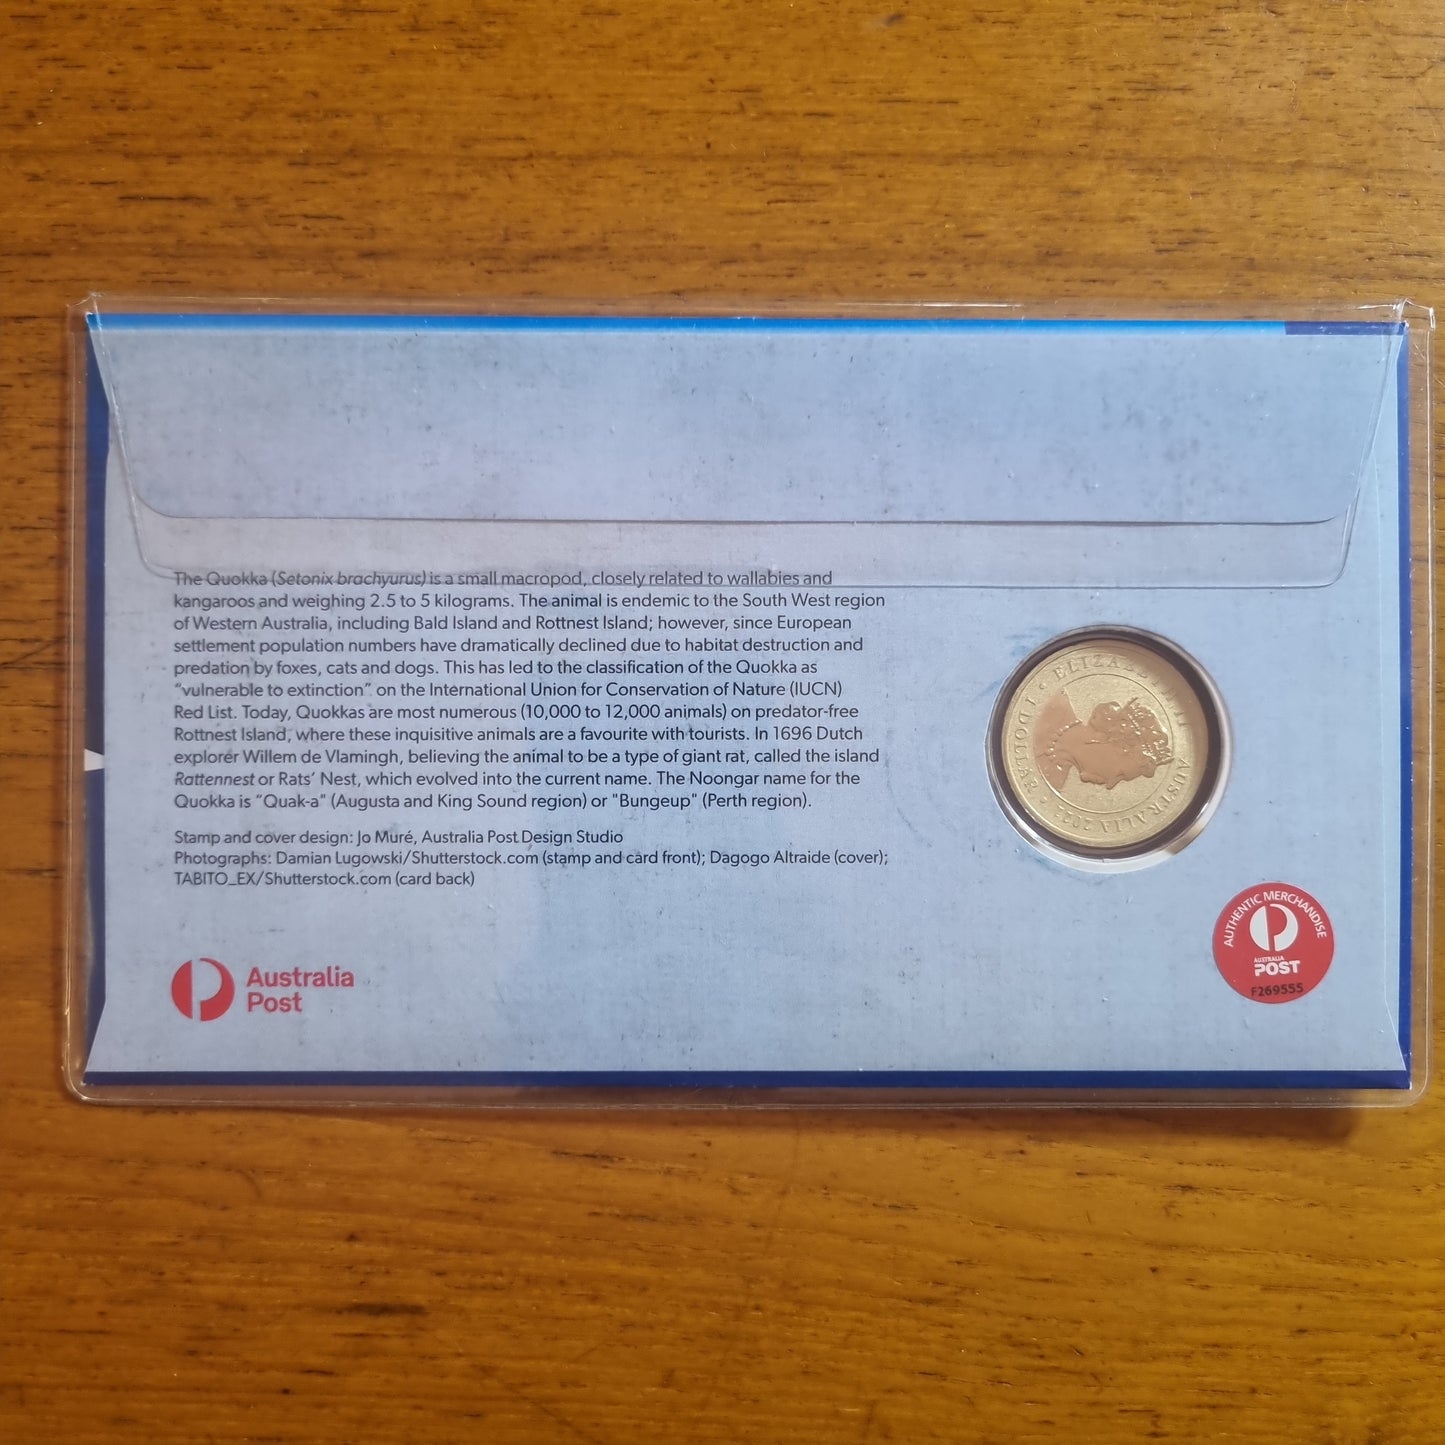 The Quokka (Setonix brachyurus) is a small macropod, closely related to wallabies and
kangaroos and weighing 2.5 to 5 kilograms. The animal is endemic to the South West region
of Western Australia, including Bald Island and Rottnest Island; however, since European
settlement population numbers have dramatically declined due to habitat destruction and
predation by foxes, cats and dogs. This has led to the classification of the Quokka as
“vulnerable to extinction” on the International Union for Conservation of Nature (IUCN)
Red List. Today, Quokkas are most numerous (10,000 to 12,000 animals) on predator-free
Rottnest Island, where these inquisitive animals are a favourite with tourists. In 1696 Dutch
explorer Willem de Vlamingh, believing the animal to be a type of giant rat, called the island
Rattennest or Rats’ Nest, which evolved into the current name. The Noongar name for the
Quokka is “Quak-a” (Augusta and King Sound region) or "Bungeup" (Perth region).
Stamp and cover design: Jo Muré, Australia Post Design Studio
Photographs: Damian Lugowski/Shutterstock.com (stamp and card front); Dagogo Altraide (cover);
TABITO_EX/Shutterstock.com (card back)
Australia
Post
ELIZABETH II
AUSTRALIA
1 DOLLAR
AUTHENTIC MERCHANDISE
AUSTRALIA
POST
F269555